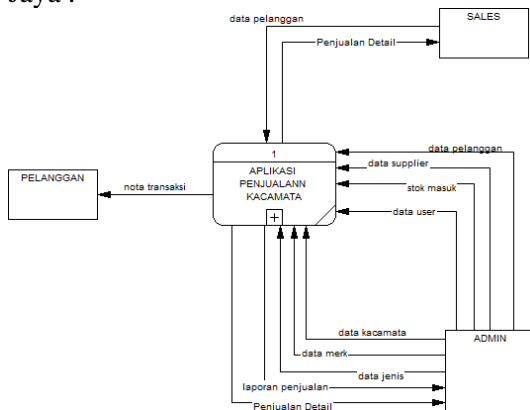 Jaya .
SALES
data pelanggan
Penjualan Detail
1
APLIKASI
PENJUALANN
KACAMATA
PELANGGAN
nota transaksi
data pelanggan
data supplier
stok masuk
data user
data kacamata
ADMIN
data merk
data jenis
laporan penjualan
Penjualan Detail